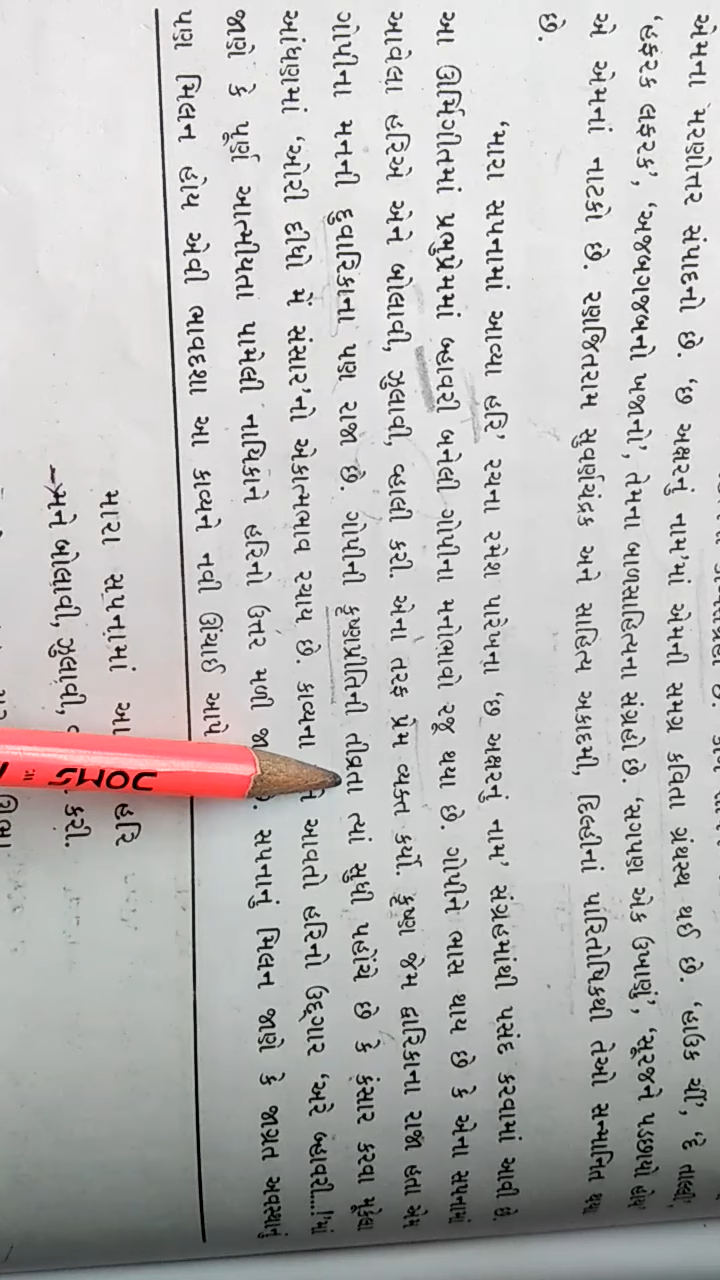 એમના મરણોત્તર સંપાદનો છે. ‘છ અક્ષરનું નામ’માં એમની સમગ્ર કવિતા ગ્રંથસ્થ થઈ છે. ‘હાઉક થીં’, ‘હે તાલ્લી’,
‘હફરક લફરક’, ‘અજબગજબનો ખજાનો’, તેમના બાળસાહિત્યના સંગ્રહો છે. ‘સગપણ એક ઉખાણું’, ‘સૂરજને પડછાયો હોય’
એ એમનાં નાટકો છે. રણજિતરામ સુવર્ણચંદ્રક અને સાહિત્ય અકાદમી, દિલ્હીનાં પારિતોષિકથી તેઓ સન્માનિત થયા
છે.
‘મારા સપનામાં આવ્યા હરિ’ રચના રમેશ પારેખના ‘છ અક્ષરનું નામ’ સંગ્રહમાંથી પસંદ કરવામાં આવી છે.
આ ઊર્મિગીતમાં પ્રભુપ્રેમમાં બ્હાવરી બનેલી ગોપીના મનોભાવો રજૂ થયા છે. ગોપીને ભાસ થાય છે કે એના સપનામાં
આવેલા હરિએ એને બોલાવી, ઝુલાવી, વ્હાલી કરી. એના તરફ પ્રેમ વ્યક્ત કર્યો. કૃષ્ણ જેમ દ્વારિકાના રાજા હતા એમ
ગોપીના મનની દુવારિકાના પણ રાજા છે. ગોપીની કૃષ્ણપ્રીતિની તીવ્રતા ત્યાં સુધી પહોંચે છે કે કંસાર કરવા મૂકેલા
આંધણમાં ‘ઓરી દીધો મેં સંસાર’નો એકાત્મભાવ રચાય છે. કાવ્યના આવતો હરિનો ઉદ્ગાર ‘અરે બ્હાવરી...!’માં
જાણે કે પૂર્ણ આત્મીયતા પામેલી નાયિકાને હરિનો ઉત્તર મળી સપનાનું મિલન જાણે કે જાગ્રત અવસ્થાનું
પણ મિલન હોય એવી ભાવદશા આ કાવ્યને નવી ઊંચાઈ
મારા સપનામાં હરિ
મને બોલાવી, ઝુલાવી, કરી.
DOMS